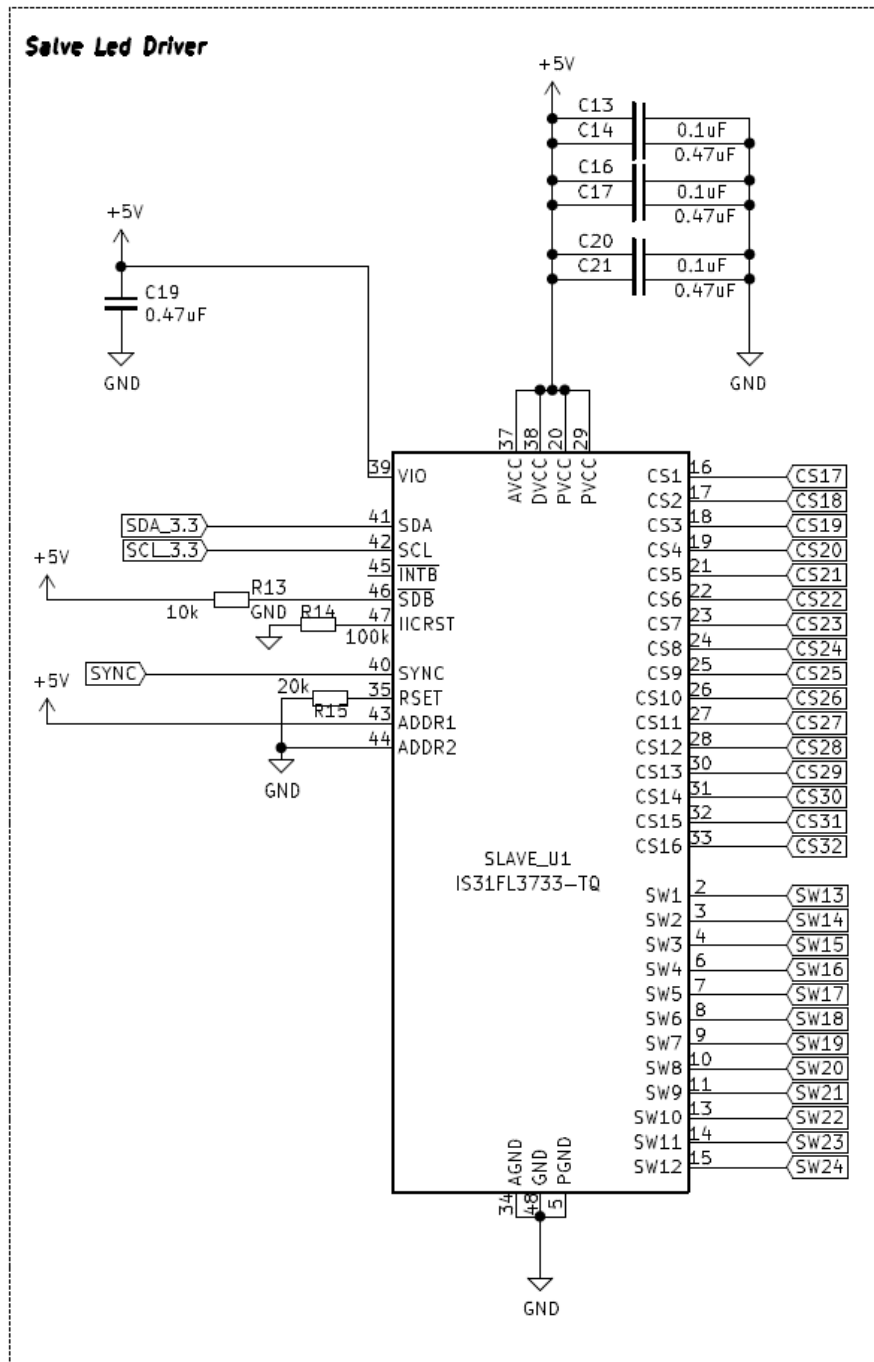 Salve Led Driver
+5V
C13
0.1uF
C14
0.47uF
C16
0.1uF
C17
0.47uF
C20
0.1uF
C21
0.47uF
GND
+5V
C19
0.47uF
GND
37
38
20
29
AVCC
DVCC
PVCC
PVCC
39
VIO
SDA_3.3
41
SDA
SCL_3.3
42
SCL
45
INTB
+5V
R13
10k
46
SDB
GND
R14
100k
47
IICRST
SYNC
40
SYNC
20k
R15
35
RSET
+5V
43
ADDR1
44
ADDR2
GND
SLAVE_U1
IS31FL3733-TQ
CS1 16 CS17
CS2 17 CS18
CS3 18 CS19
CS4 19 CS20
CS5 21 CS21
CS6 22 CS22
CS7 23 CS23
CS8 24 CS24
CS9 25 CS25
CS10 26 CS26
CS11 27 CS27
CS12 28 CS28
CS13 30 CS29
CS14 31 CS30
CS15 32 CS31
CS16 33 CS32
SW1 2 SW13
SW2 3 SW14
SW3 4 SW15
SW4 6 SW16
SW5 7 SW17
SW6 8 SW18
SW7 9 SW19
SW8 10 SW20
SW9 11 SW21
SW10 13 SW22
SW11 14 SW23
SW12 15 SW24
AGND
GND
PGND
34
48
5
GND